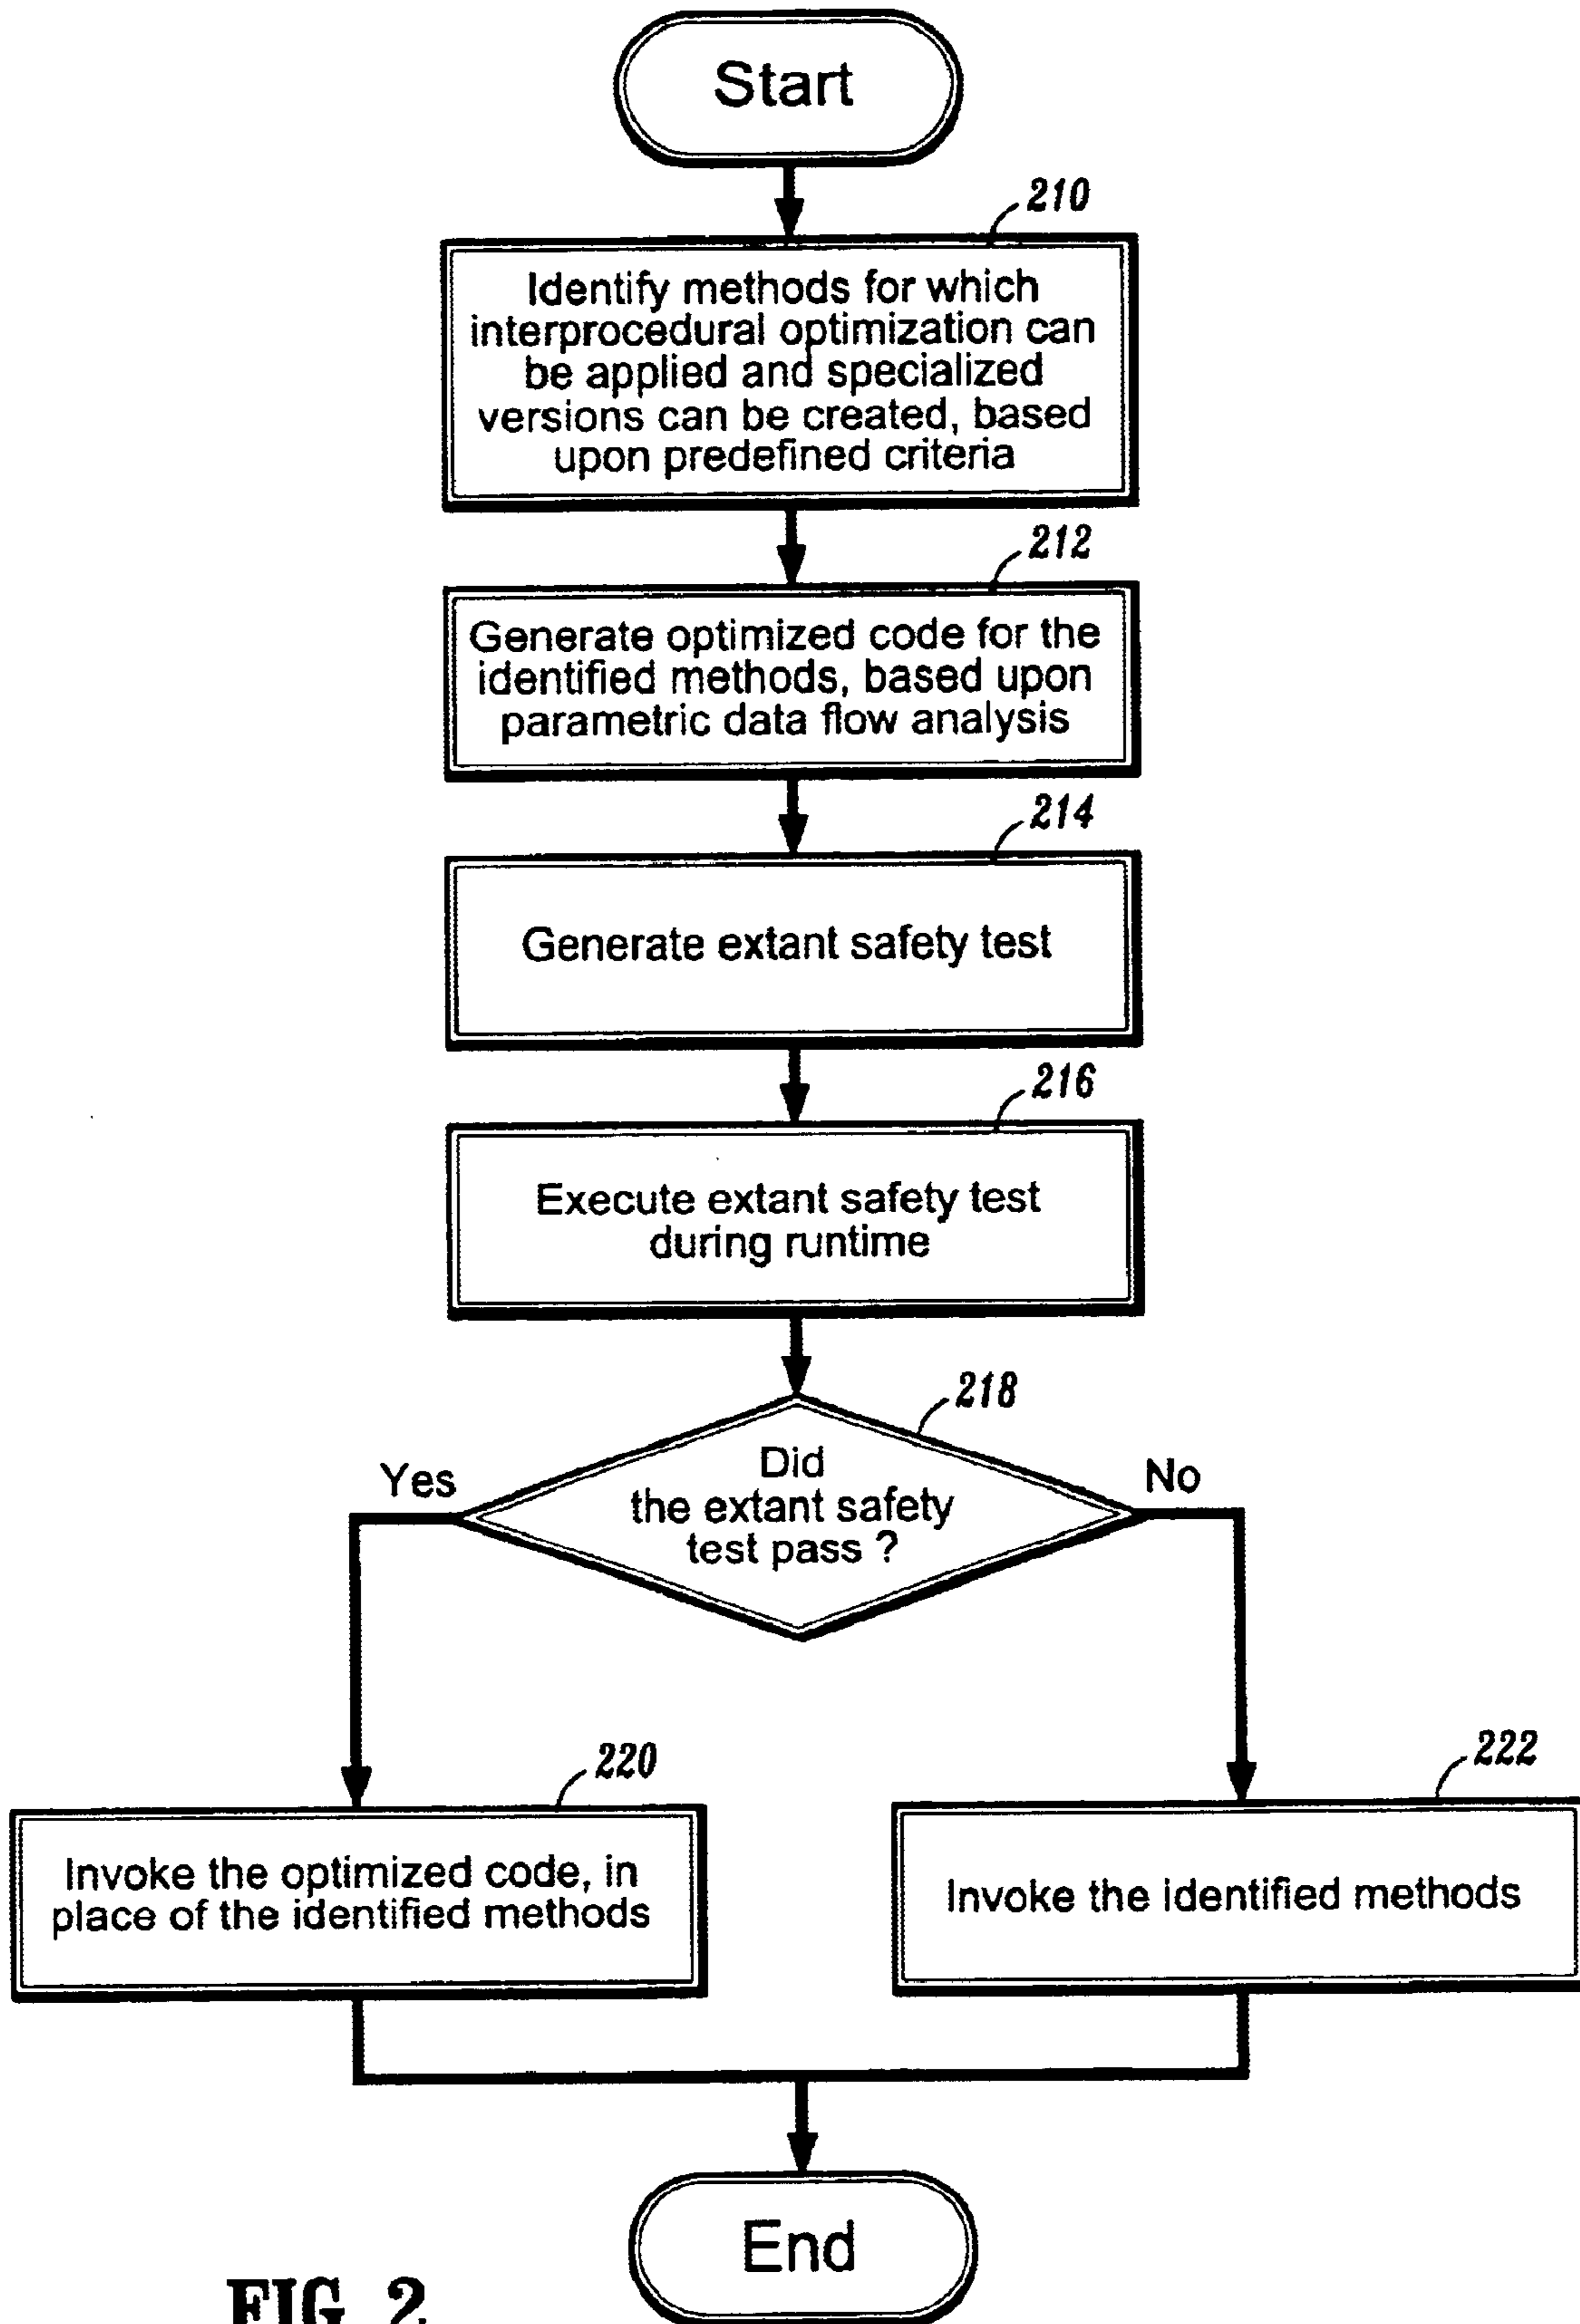 Start
210
Identify methods for which
interprocedural optimization can
be applied and specialized
versions can be created, based
upon predefined criteria
212
Generate optimized code for the
identified methods, based upon
parametric data flow analysis
214
Generate extant safety test
216
Execute extant safety test
during runtime
218
Did
the extant safety
test pass ?
Yes
No
220
Invoke the optimized code, in
place of the identified methods
222
Invoke the identified methods
End
FIG. 2